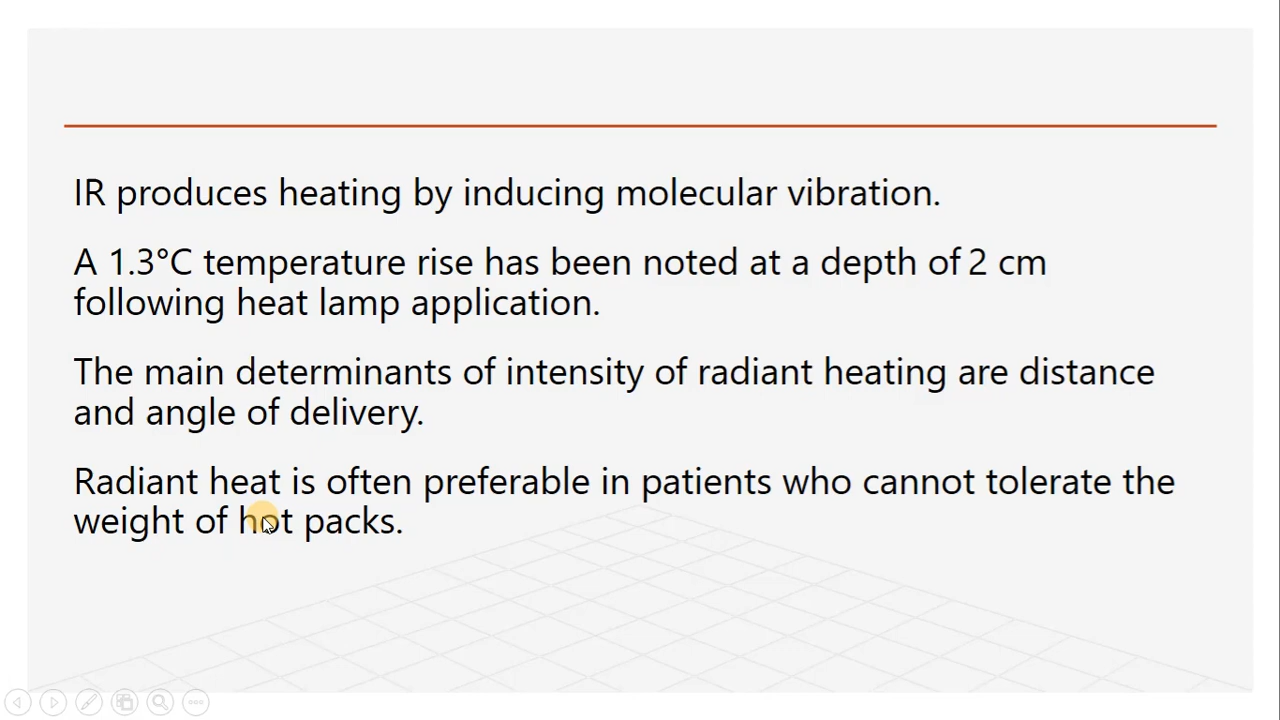 IR produces heating by inducing molecular vibration.
A 1.3°C temperature rise has been noted at a depth of 2 cm
following heat lamp application.
The main determinants of intensity of radiant heating are distance
and angle of delivery.
Radiant heat is often preferable in patients who cannot tolerate the
weight of hot packs.